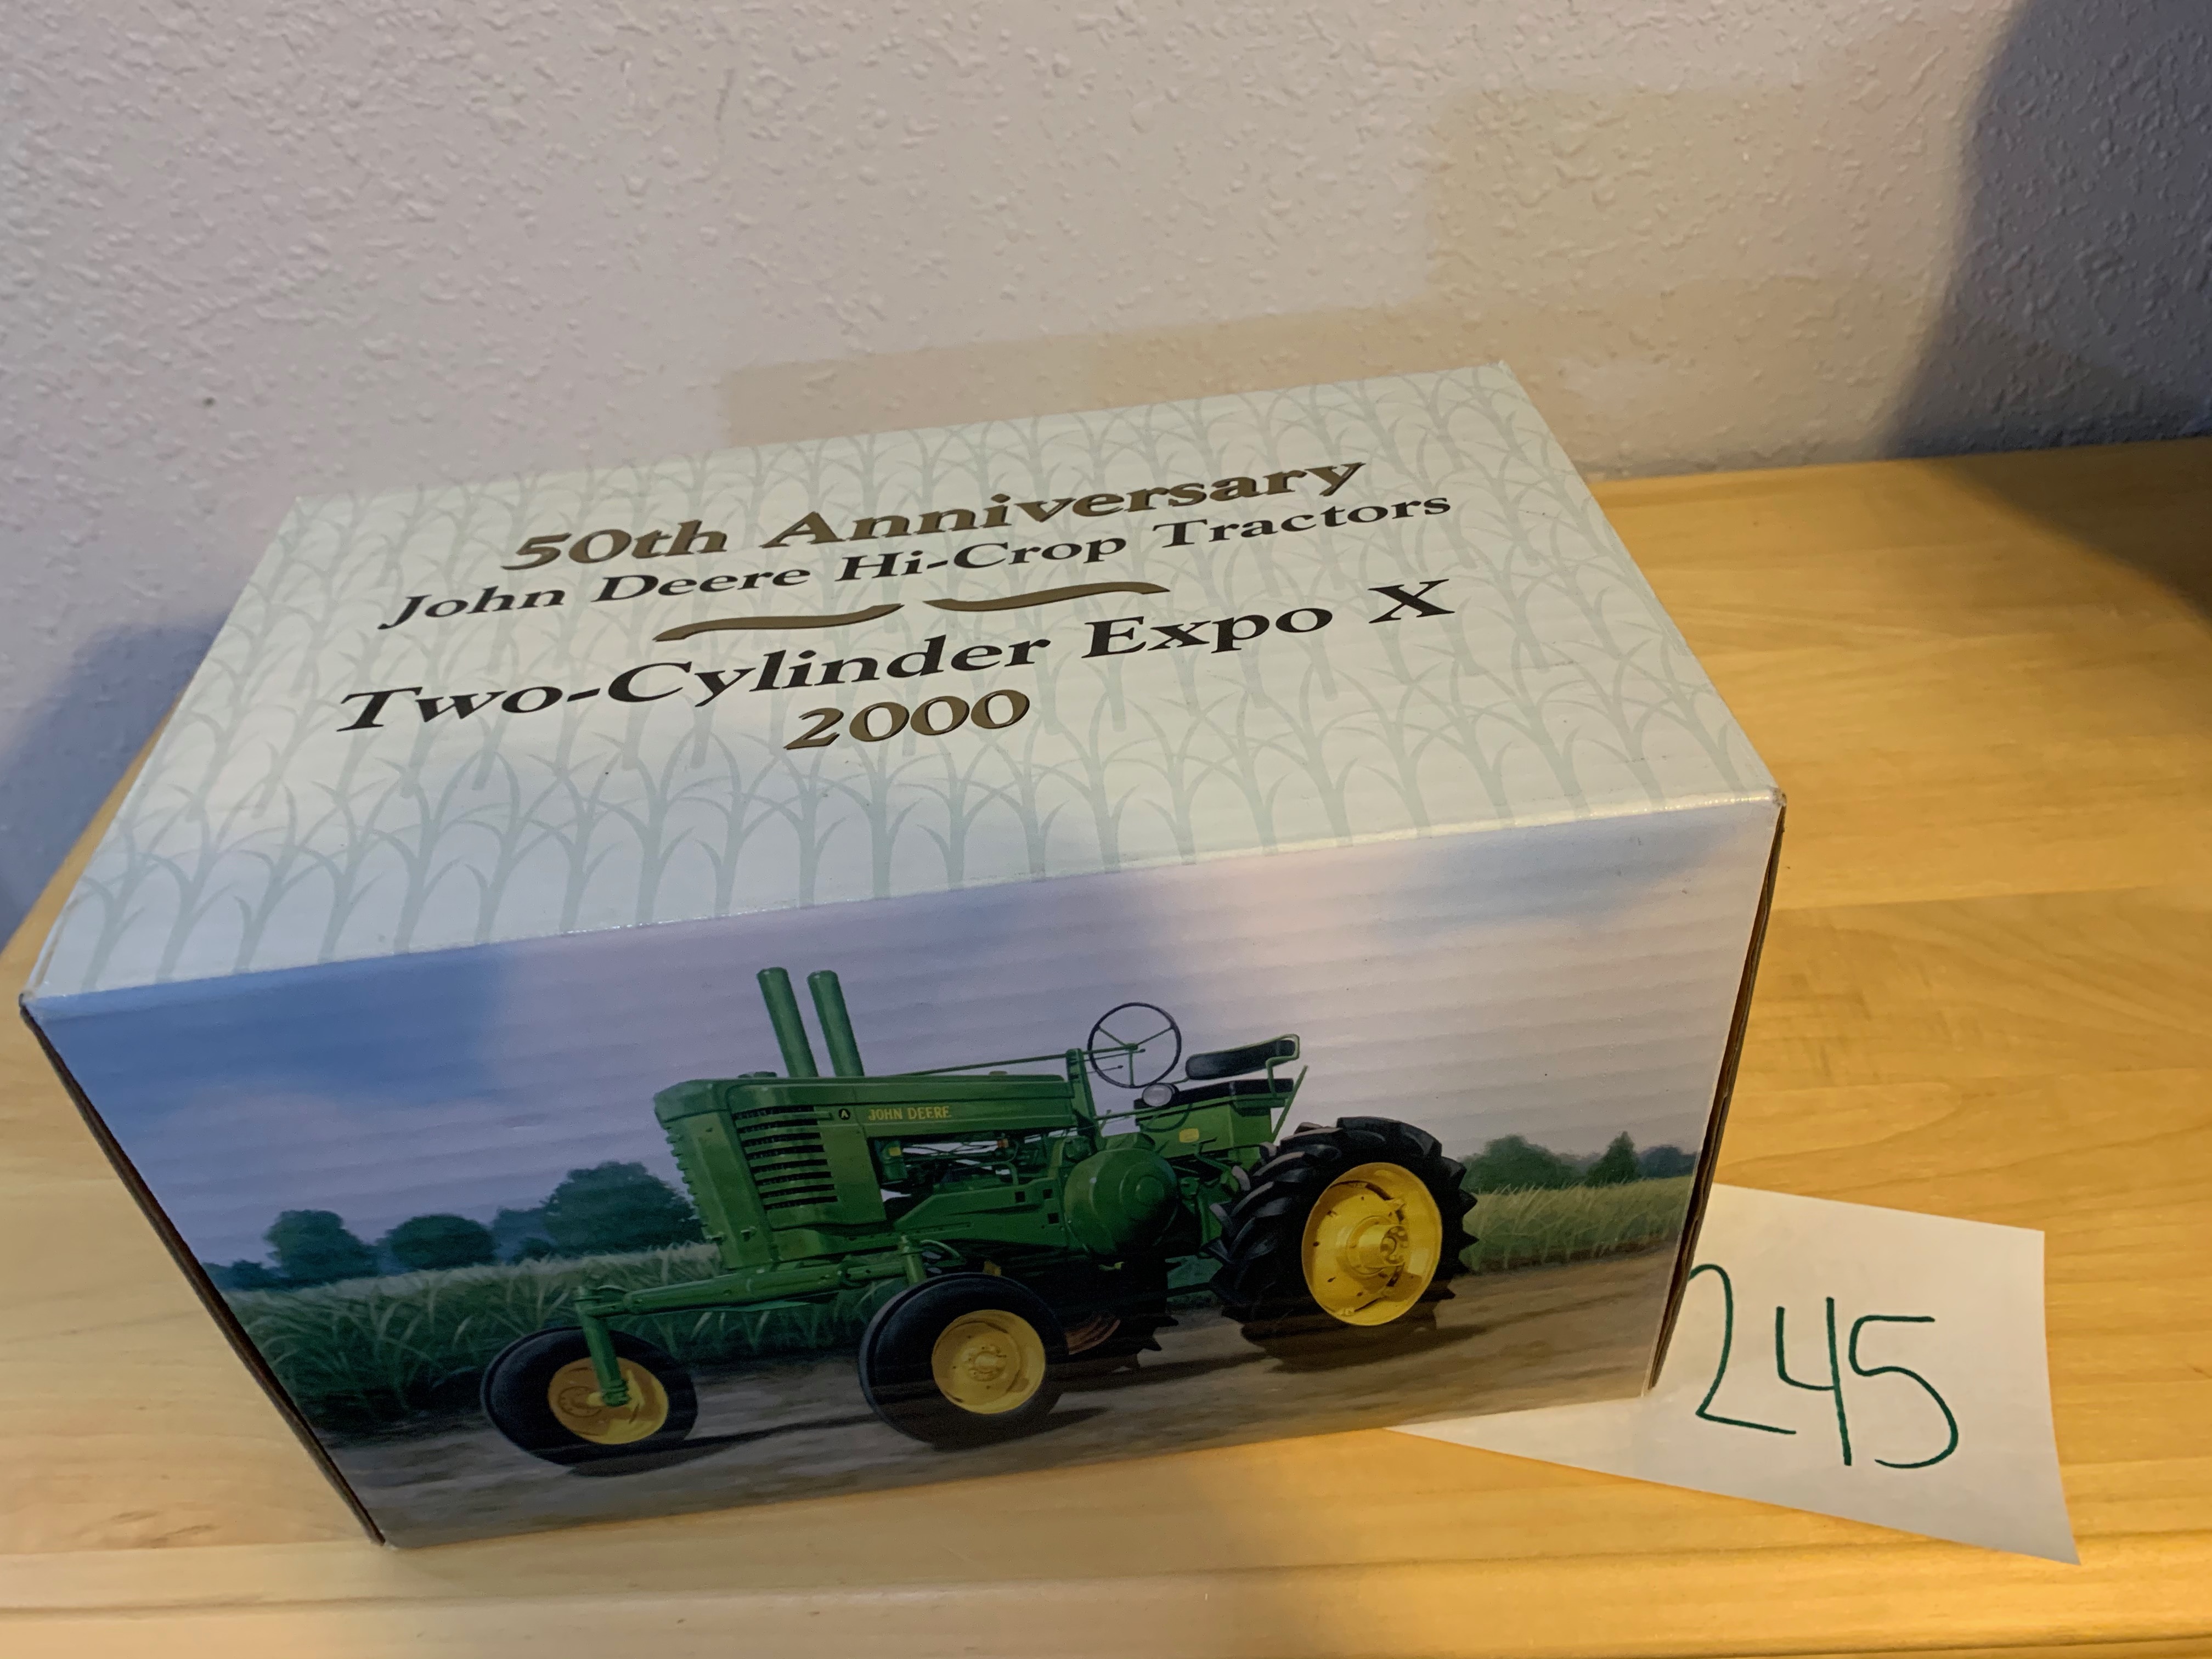 50th Anniversary
John Deere Hi-Crop Tractors
Two-Cylinder Expo X
2000
A JOHN DEERE
245